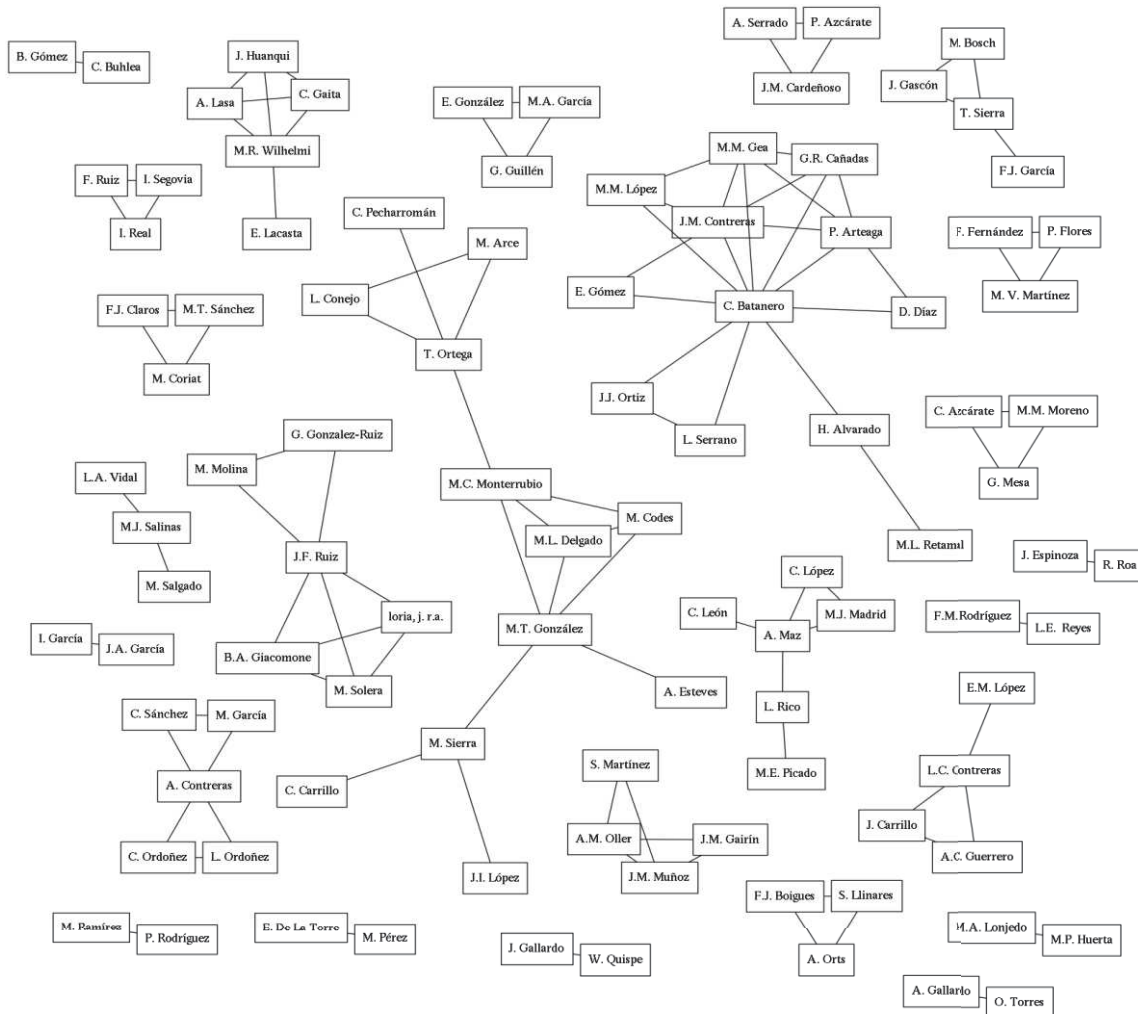 A. Serrado
P. Azcárate
B. Gómez
C. Buhlea
J. Huanqui
M. Bosch
A. Lasa
C. Gaita
J. Gascón
J.M. Cardeñoso
E. González
M.A. García
T. Sierra
M.R. Wilhelmi
M.M. Gea
G.R. Cañadas
G. Guillén
F.J. García
F. Ruiz
I. Segovia
M.M. López
C. Pecharromán
J.M. Contreras
I. Real
E. Lacasta
P. Arteaga
F. Fernández
P. Flores
M. Arce
L. Conejo
E. Gómez
M. V. Martínez
F.J. Claros
M.T. Sánchez
C. Batanero
D. Díaz
T. Ortega
M. Coriat
J.J. Ortiz
C. Azcárate
M.M. Moreno
G. Gonzalez-Ruiz
L. Serrano
H. Alvarado
M. Molina
L.A. Vidal
M.C. Monterrubio
G. Mesa
M.J. Salinas
M. Codes
M.L. Delgado
M.L. Retamal
J.F. Ruiz
J. Espinoza
R. Roa
M. Salgado
C. López
loria, j. r.a.
C. León
M.J. Madrid
F.M.Rodríguez
L.E. Reyes
I. García
J.A. García
M.T. González
A. Maz
B.A. Giacomone
M. Solera
A. Esteves
E.M. López
C. Sánchez
M. García
L. Rico
M. Sierra
S. Martínez
M.E. Picado
L.C. Contreras
A. Contreras
C. Carrillo
J. Carrillo
A.M. Oller
J.M. Gairín
C. Ordoñez
L. Ordoñez
A.C. Guerrero
J.I. López
J.M. Muñoz
F.J. Boigues
S. Llinares
M. Ramírez
P. Rodríguez
E. De La Torre
M. Pérez
M.A. Lonjedo
M.P. Huerta
J. Gallardo
W. Quispe
A. Orts
A. Gallardo
O. Torres